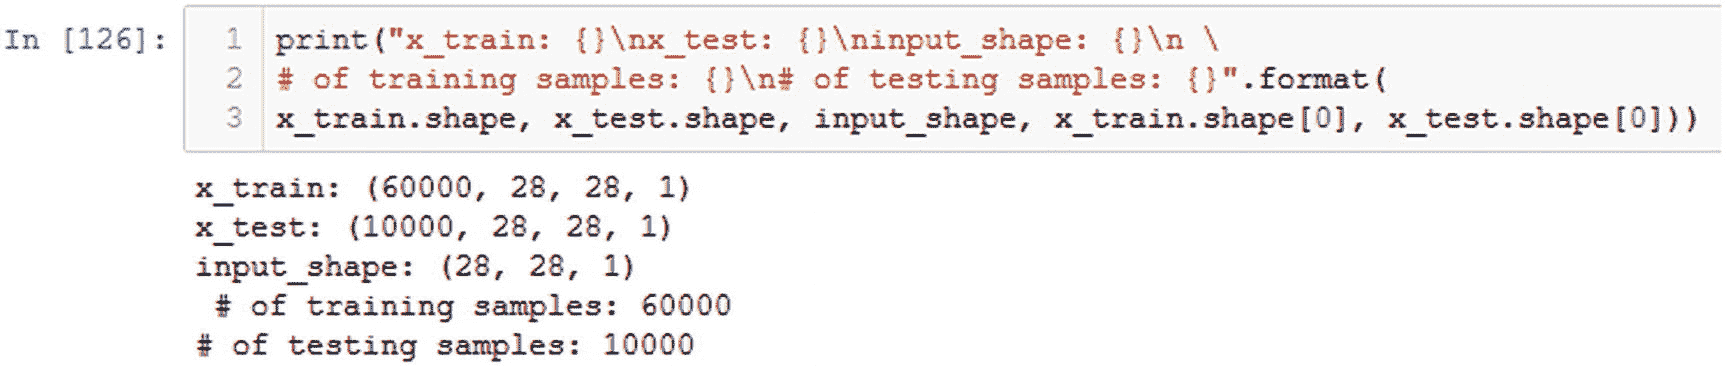 In [126]: 1 print("x_train: {}\nx_test: {}\ninput_shape: {}\n \
2 # of training samples: {}\n# of testing samples: {}".format(
3 x_train.shape, x_test.shape, input_shape, x_train.shape[0], x_test.shape[0]))
x_train: (60000, 28, 28, 1)
x_test: (10000, 28, 28, 1)
input_shape: (28, 28, 1)
 # of training samples: 60000
# of testing samples: 10000